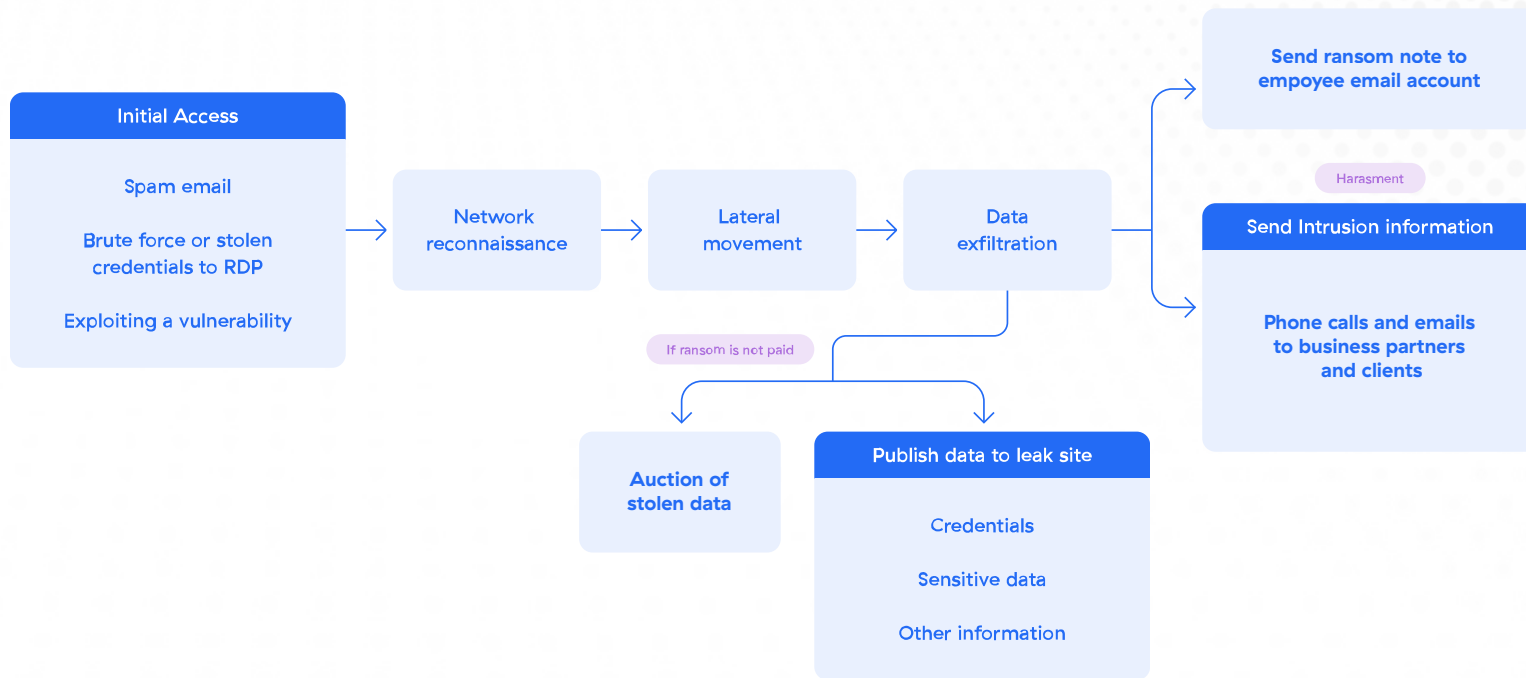 Initial Access
Spam email
Brute force or stolen
credentials to RDP
Exploiting a vulnerability
Network
reconnaissance
Lateral
movement
Data
exfiltration
Send ransom note to
empoyee email account
Harasment
Send Intrusion information
Phone calls and emails
to business partners
and clients
If ransom is not paid
Auction of
stolen data
Publish data to leak site
Credentials
Sensitive data
Other information